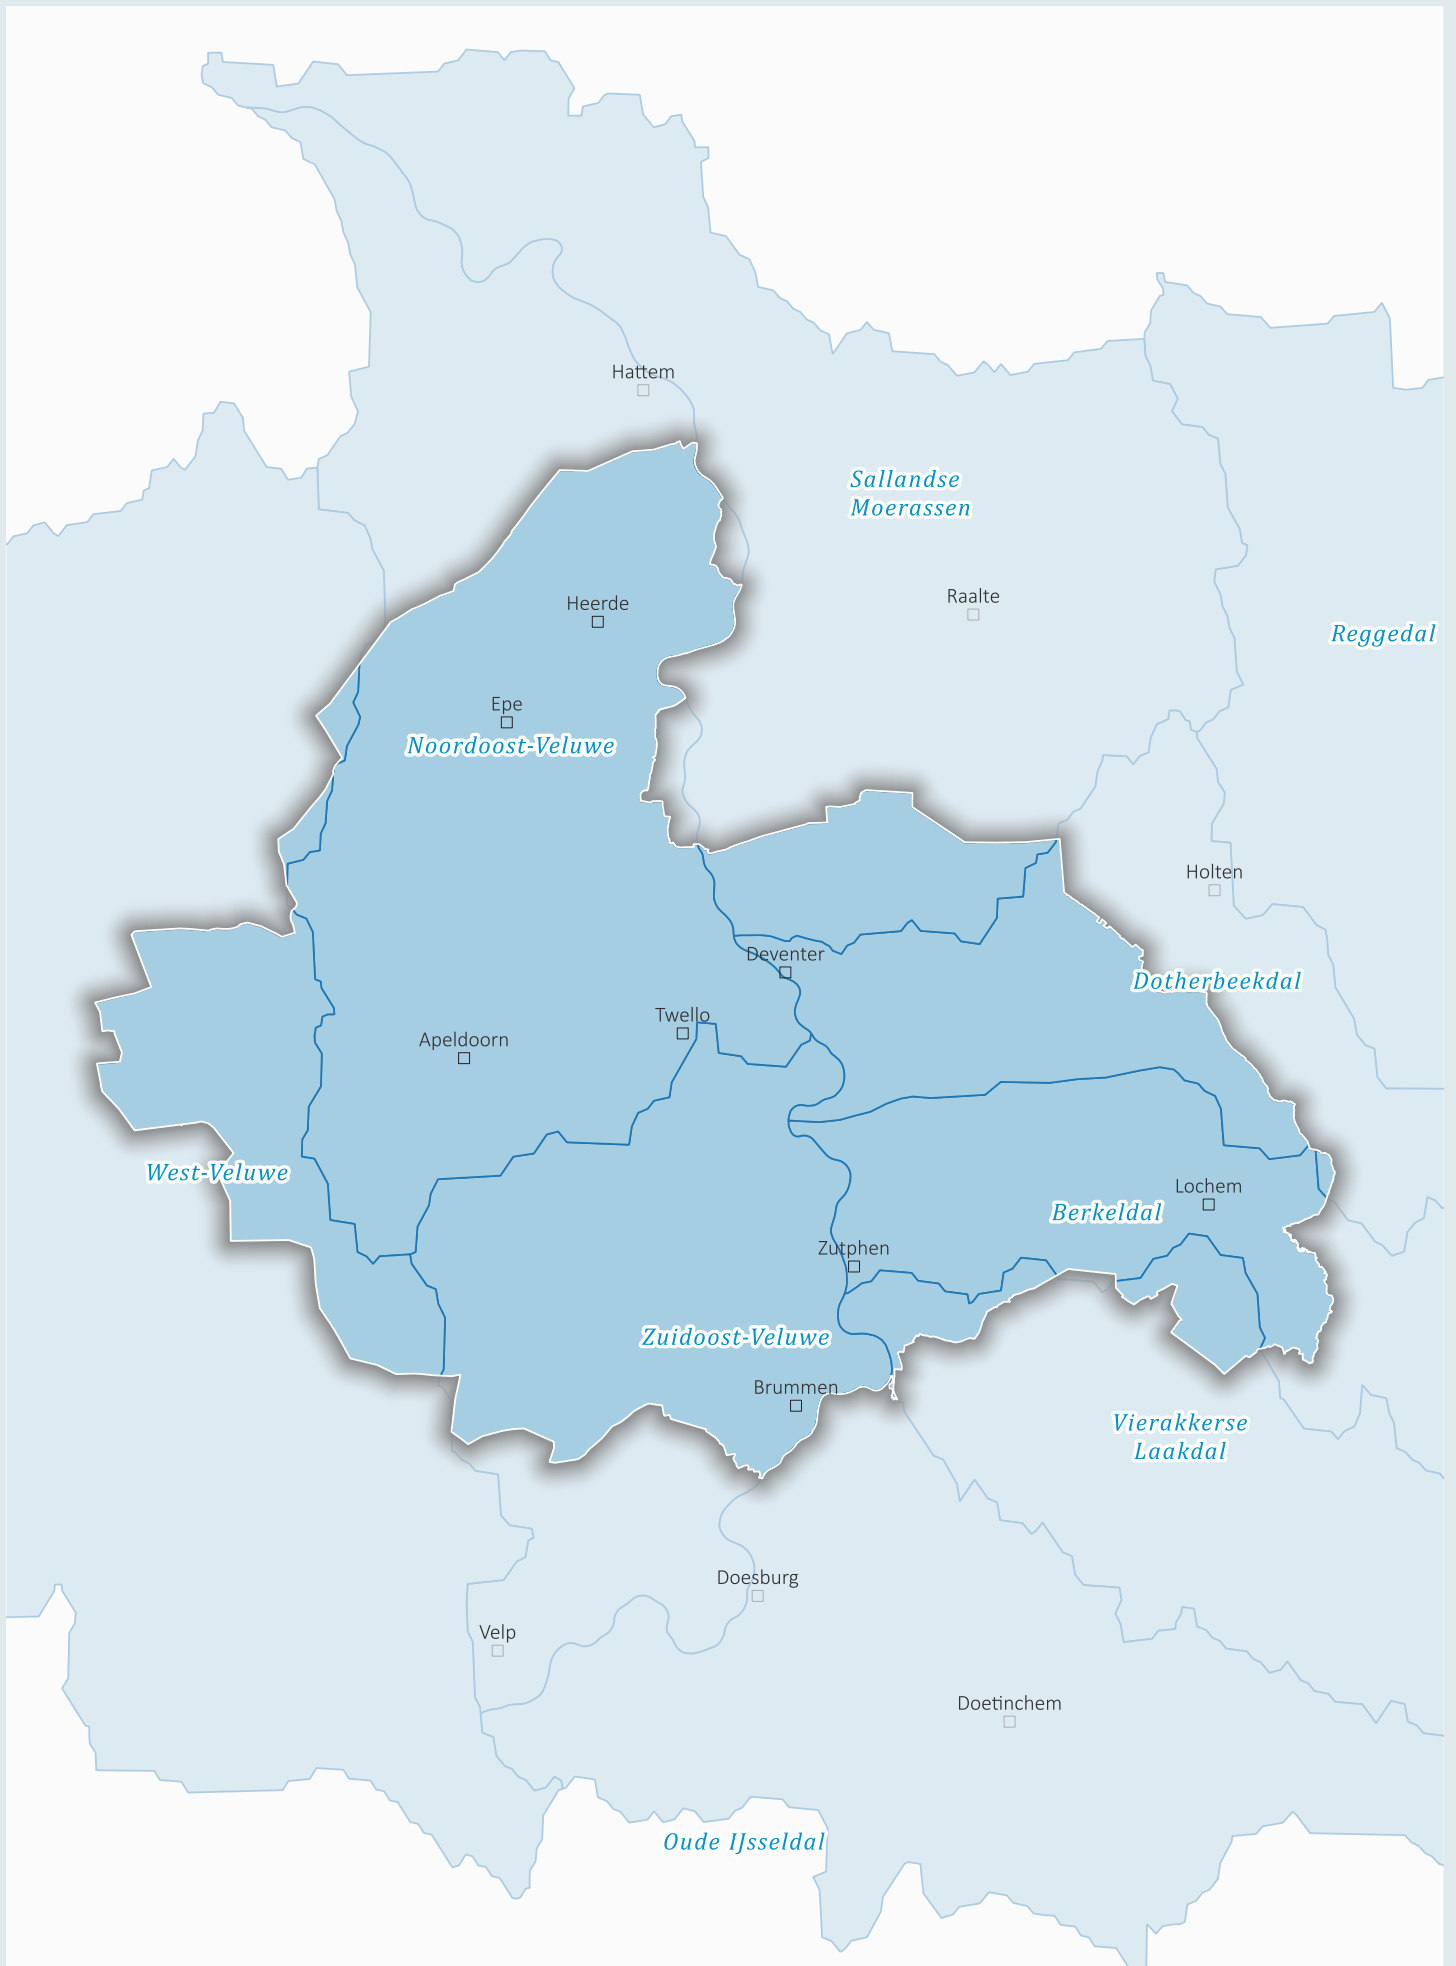 Hattem
Sallandse
Moerassen
Raalte
Heerde
Reggedal
Epe
Noordoost-Veluwe
Holten
Deventer
Dotherbeekdal
Twello
Apeldoorn
West-Veluwe
Lochem
Berkeldal
Zutphen
Zuidoost-Veluwe
Brummen
Vierakkerse
Laakdal
Doesburg
Velp
Doetinchem
Oude IJsseldal